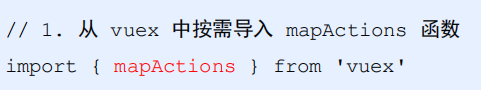 // 1. 从 vuex 中按需导入 mapActions 函数
import { mapActions } from 'vuex'